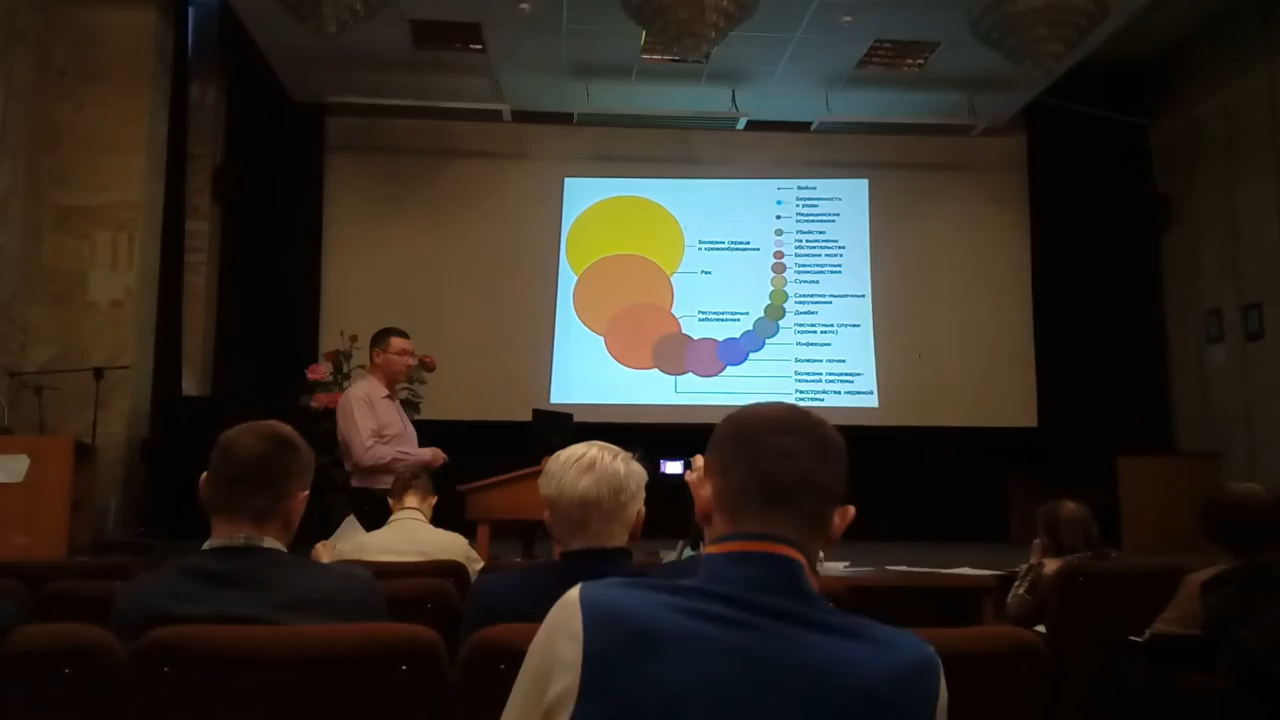 Война
Беременность
и роды
Медицинские
осложнения
Убийство
Не выяснены
обстоятельства
Болезни мозга
Транспортные
происшествия
Суицид
Скелетно-мышечные
нарушения
Диабет
Несчастные случаи
(кроме авто)
Инфекции
Болезни почек
Болезни пищевари-
тельной системы
Расстройства нервной
системы
Болезни сердца
и кровообращения
Рак
Респираторные
заболевания